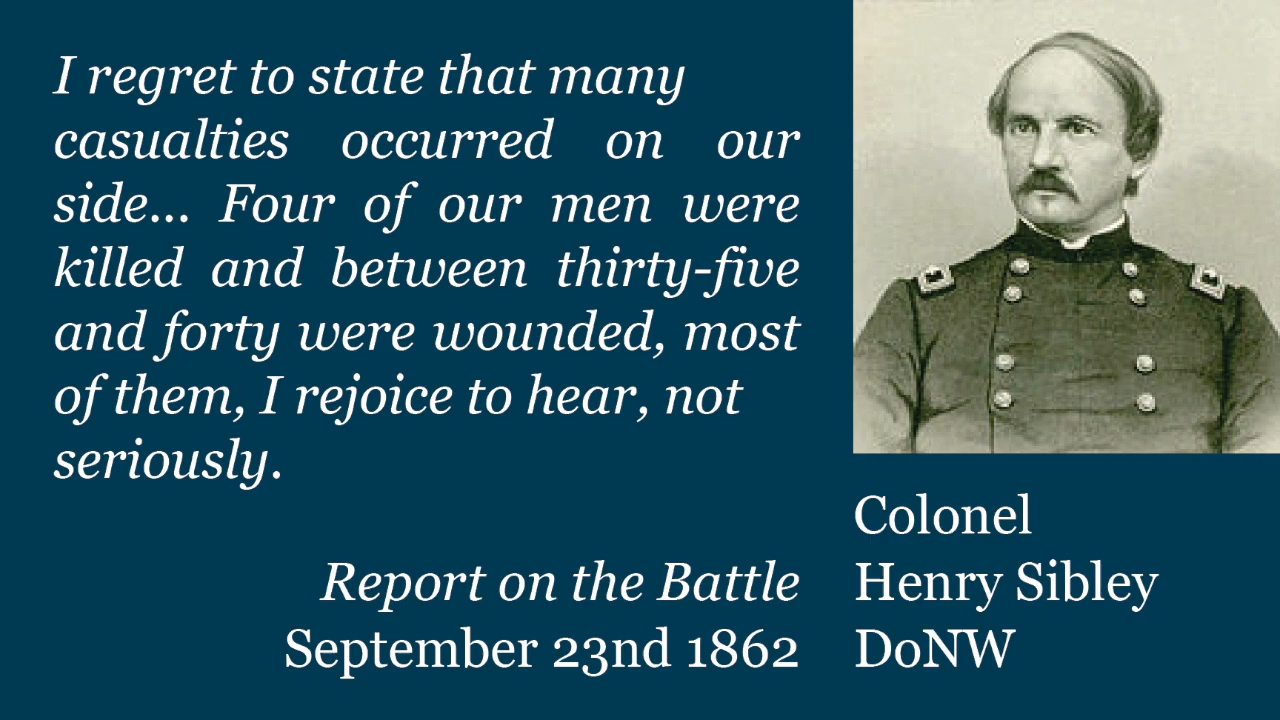 I regret to state that many
casualties occurred on our
side... Four of our men were
killed and between thirty-five
and forty were wounded, most
of them, I rejoice to hear, not
seriously.
Report on the Battle
September 23nd 1862
Colonel
Henry Sibley
DoNW